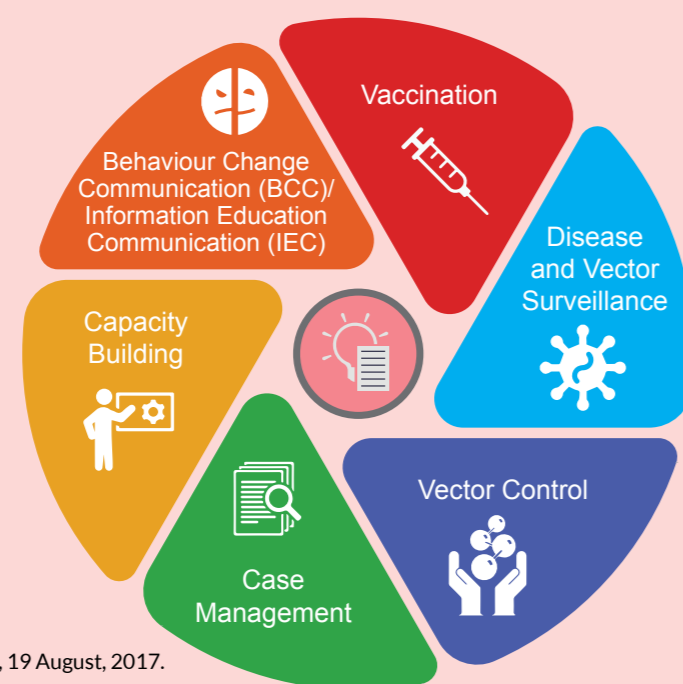 Vaccination
Disease
and Vector
Surveillance
Vector Control
Case
Management
Capacity
Building
Behaviour Change
Communication (BCC)/
Information Education
Communication (IEC)
, 19 August, 2017.